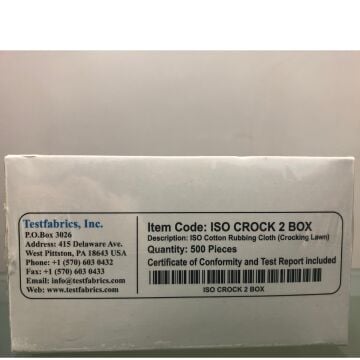 Testfabrics, Inc.
P.O.Box 3026
Address: 415 Delaware Ave.
West Pittston, PA 18643 USA
Phone: +1 (570) 603 0432
Fax: +1 (570) 603 0433
Email: info@testfabrics.com
Web: www.testfabrics.com
Item Code: ISO CROCK 2 BOX
Description: ISO Cotton Rubbing Cloth (Crocking Lawn)
Quantity: 500 Pieces
Certificate of Conformity and Test Report included
ISO CROCK 2 BOX